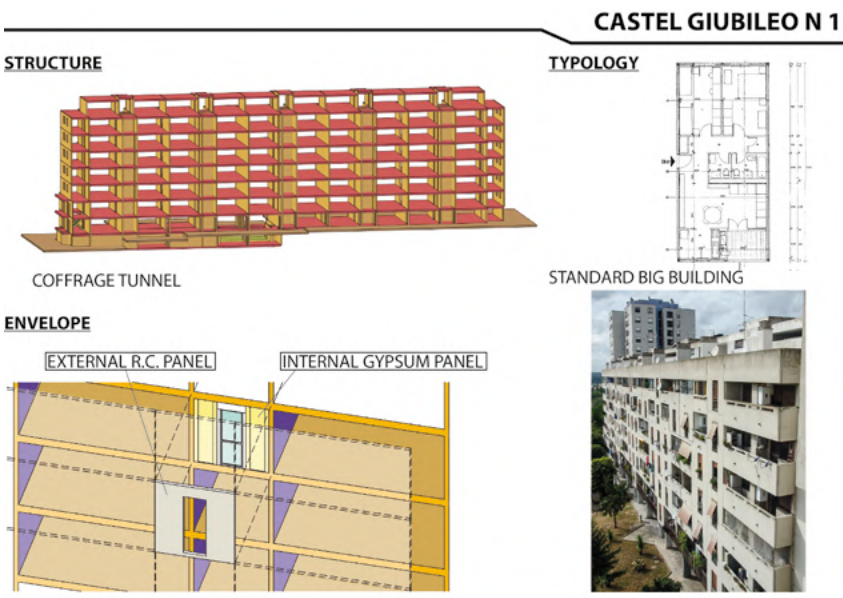 CASTEL GIUBILEO N 1
STRUCTURE
TYPOLOGY
COFFRAGE TUNNEL
STANDARD BIG BUILDING
ENVELOPE
EXTERNAL R.C. PANEL
INTERNAL GYPSUM PANEL